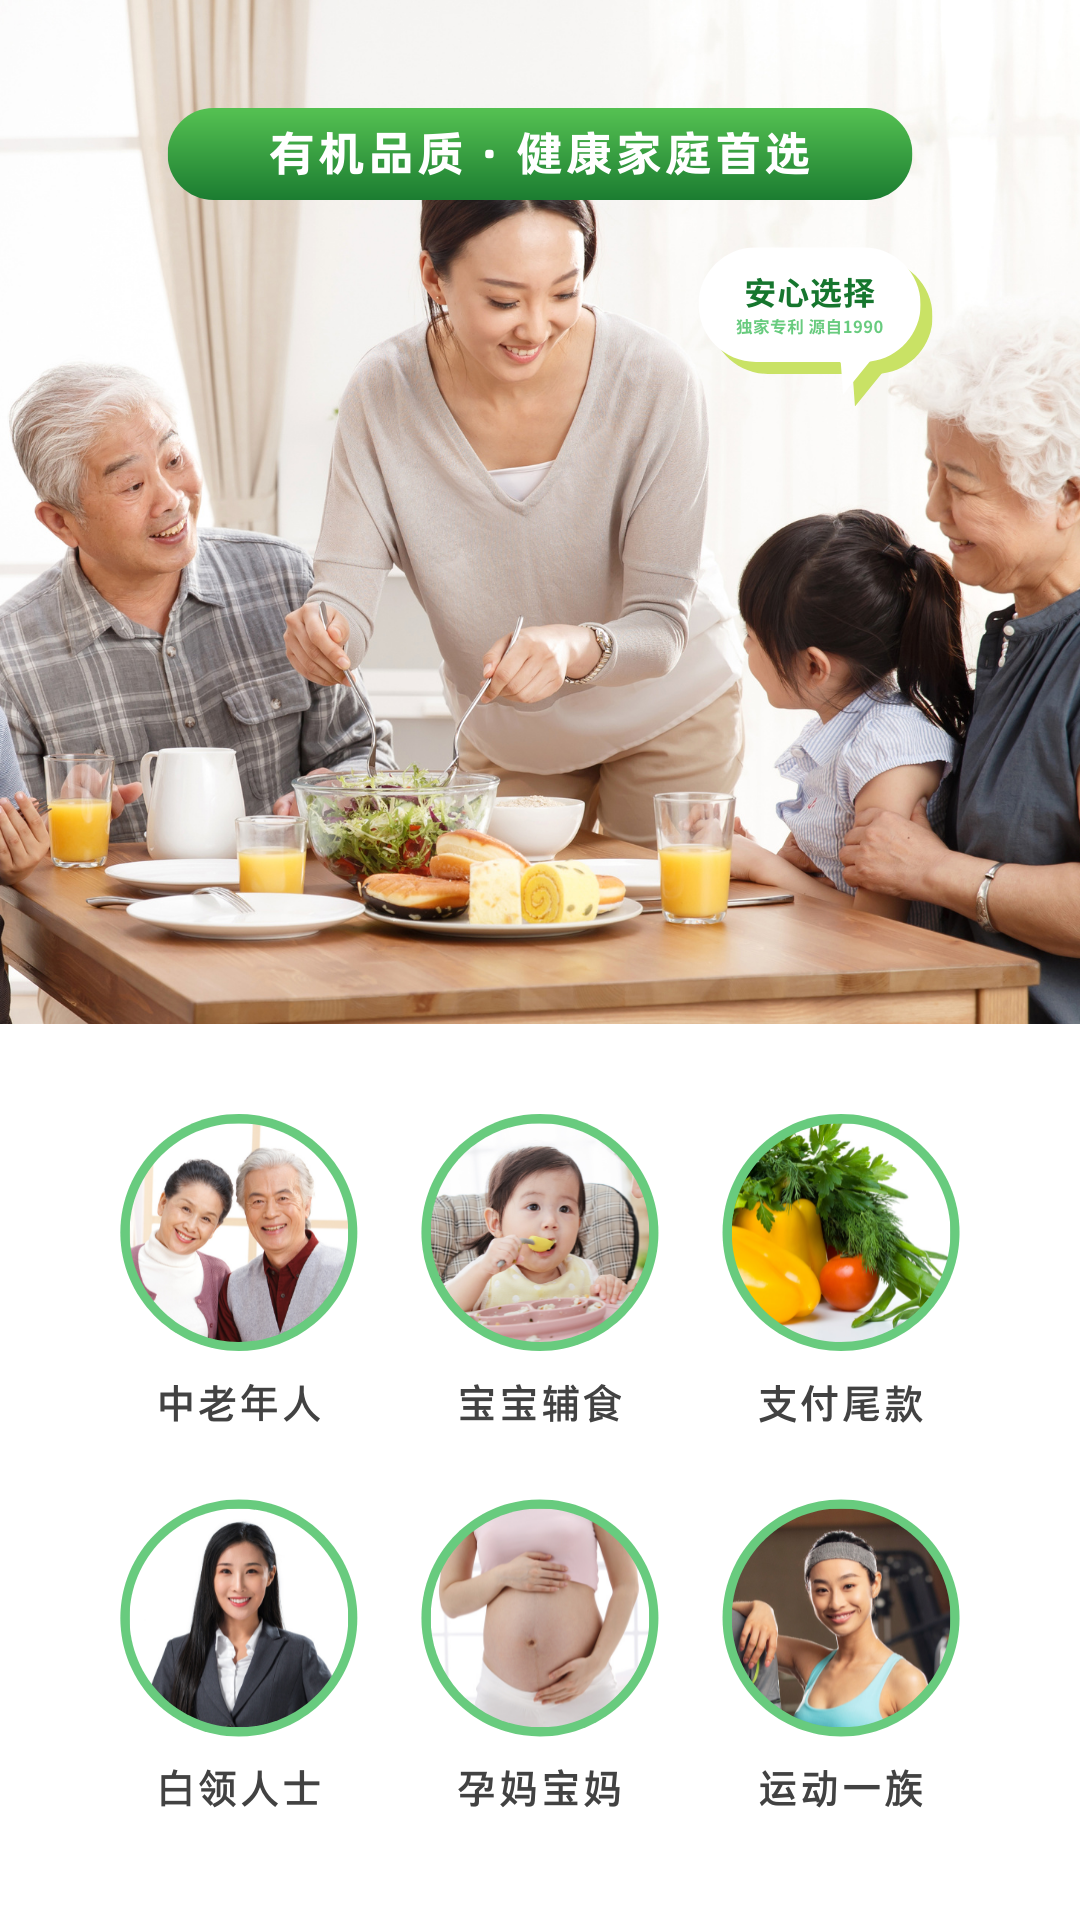 有机品质 · 健康家庭首选
安心选择
独家专利 源自1990
中老年人
宝宝辅食
支付尾款
白领人士
孕妈宝妈
运动一族